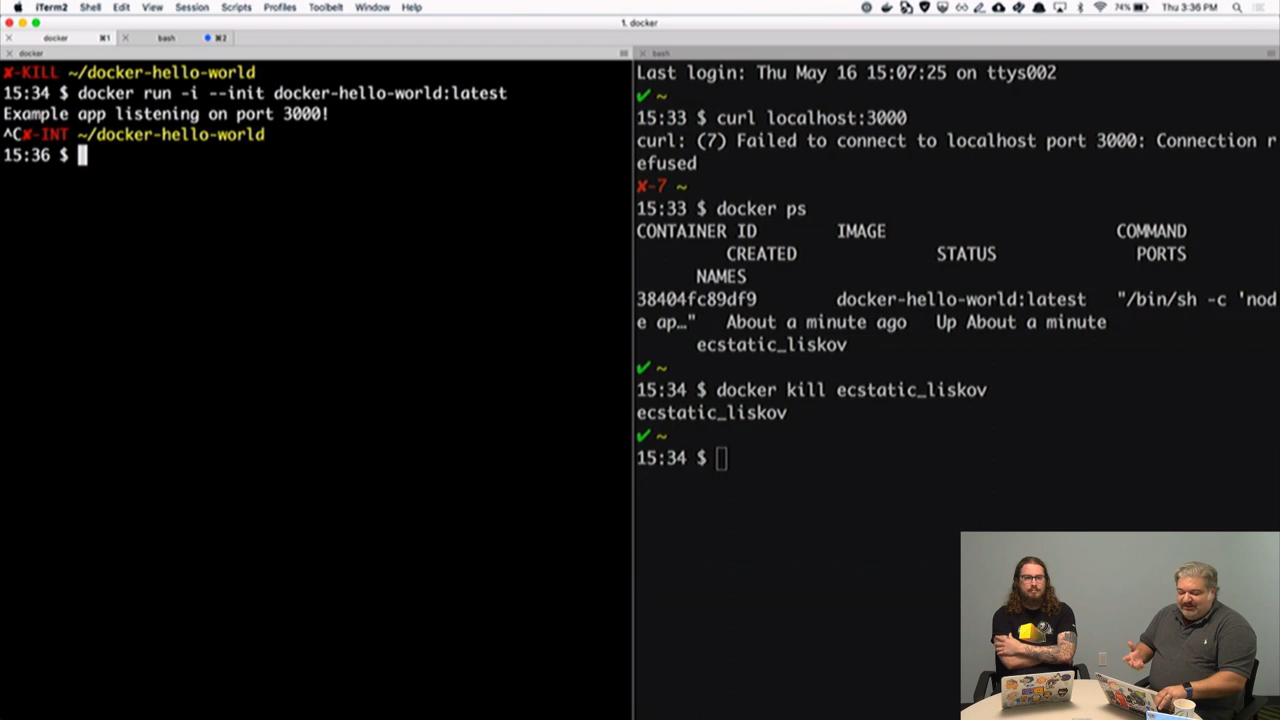 iTerm2 Shell Edit View Session Scripts Profiles Toolbelt Window Help 74% Thu 3:36 PM
1. docker
docker ⌘1 bash ⌘2
docker
bash
✘-KILL ~/docker-hello-world
15:34 $ docker run -i --init docker-hello-world:latest
Example app listening on port 3000!
^C✘-INT ~/docker-hello-world
15:36 $
Last login: Thu May 16 15:07:25 on ttys002
✔ ~
15:33 $ curl localhost:3000
curl: (7) Failed to connect to localhost port 3000: Connection r
efused
✘-7 ~
15:33 $ docker ps
CONTAINER ID IMAGE COMMAND
CREATED STATUS PORTS
NAMES
38404fc89df9 docker-hello-world:latest "/bin/sh -c 'nod
e ap…" About a minute ago Up About a minute
ecstatic_liskov
✔ ~
15:34 $ docker kill ecstatic_liskov
ecstatic_liskov
✔ ~
15:34 $